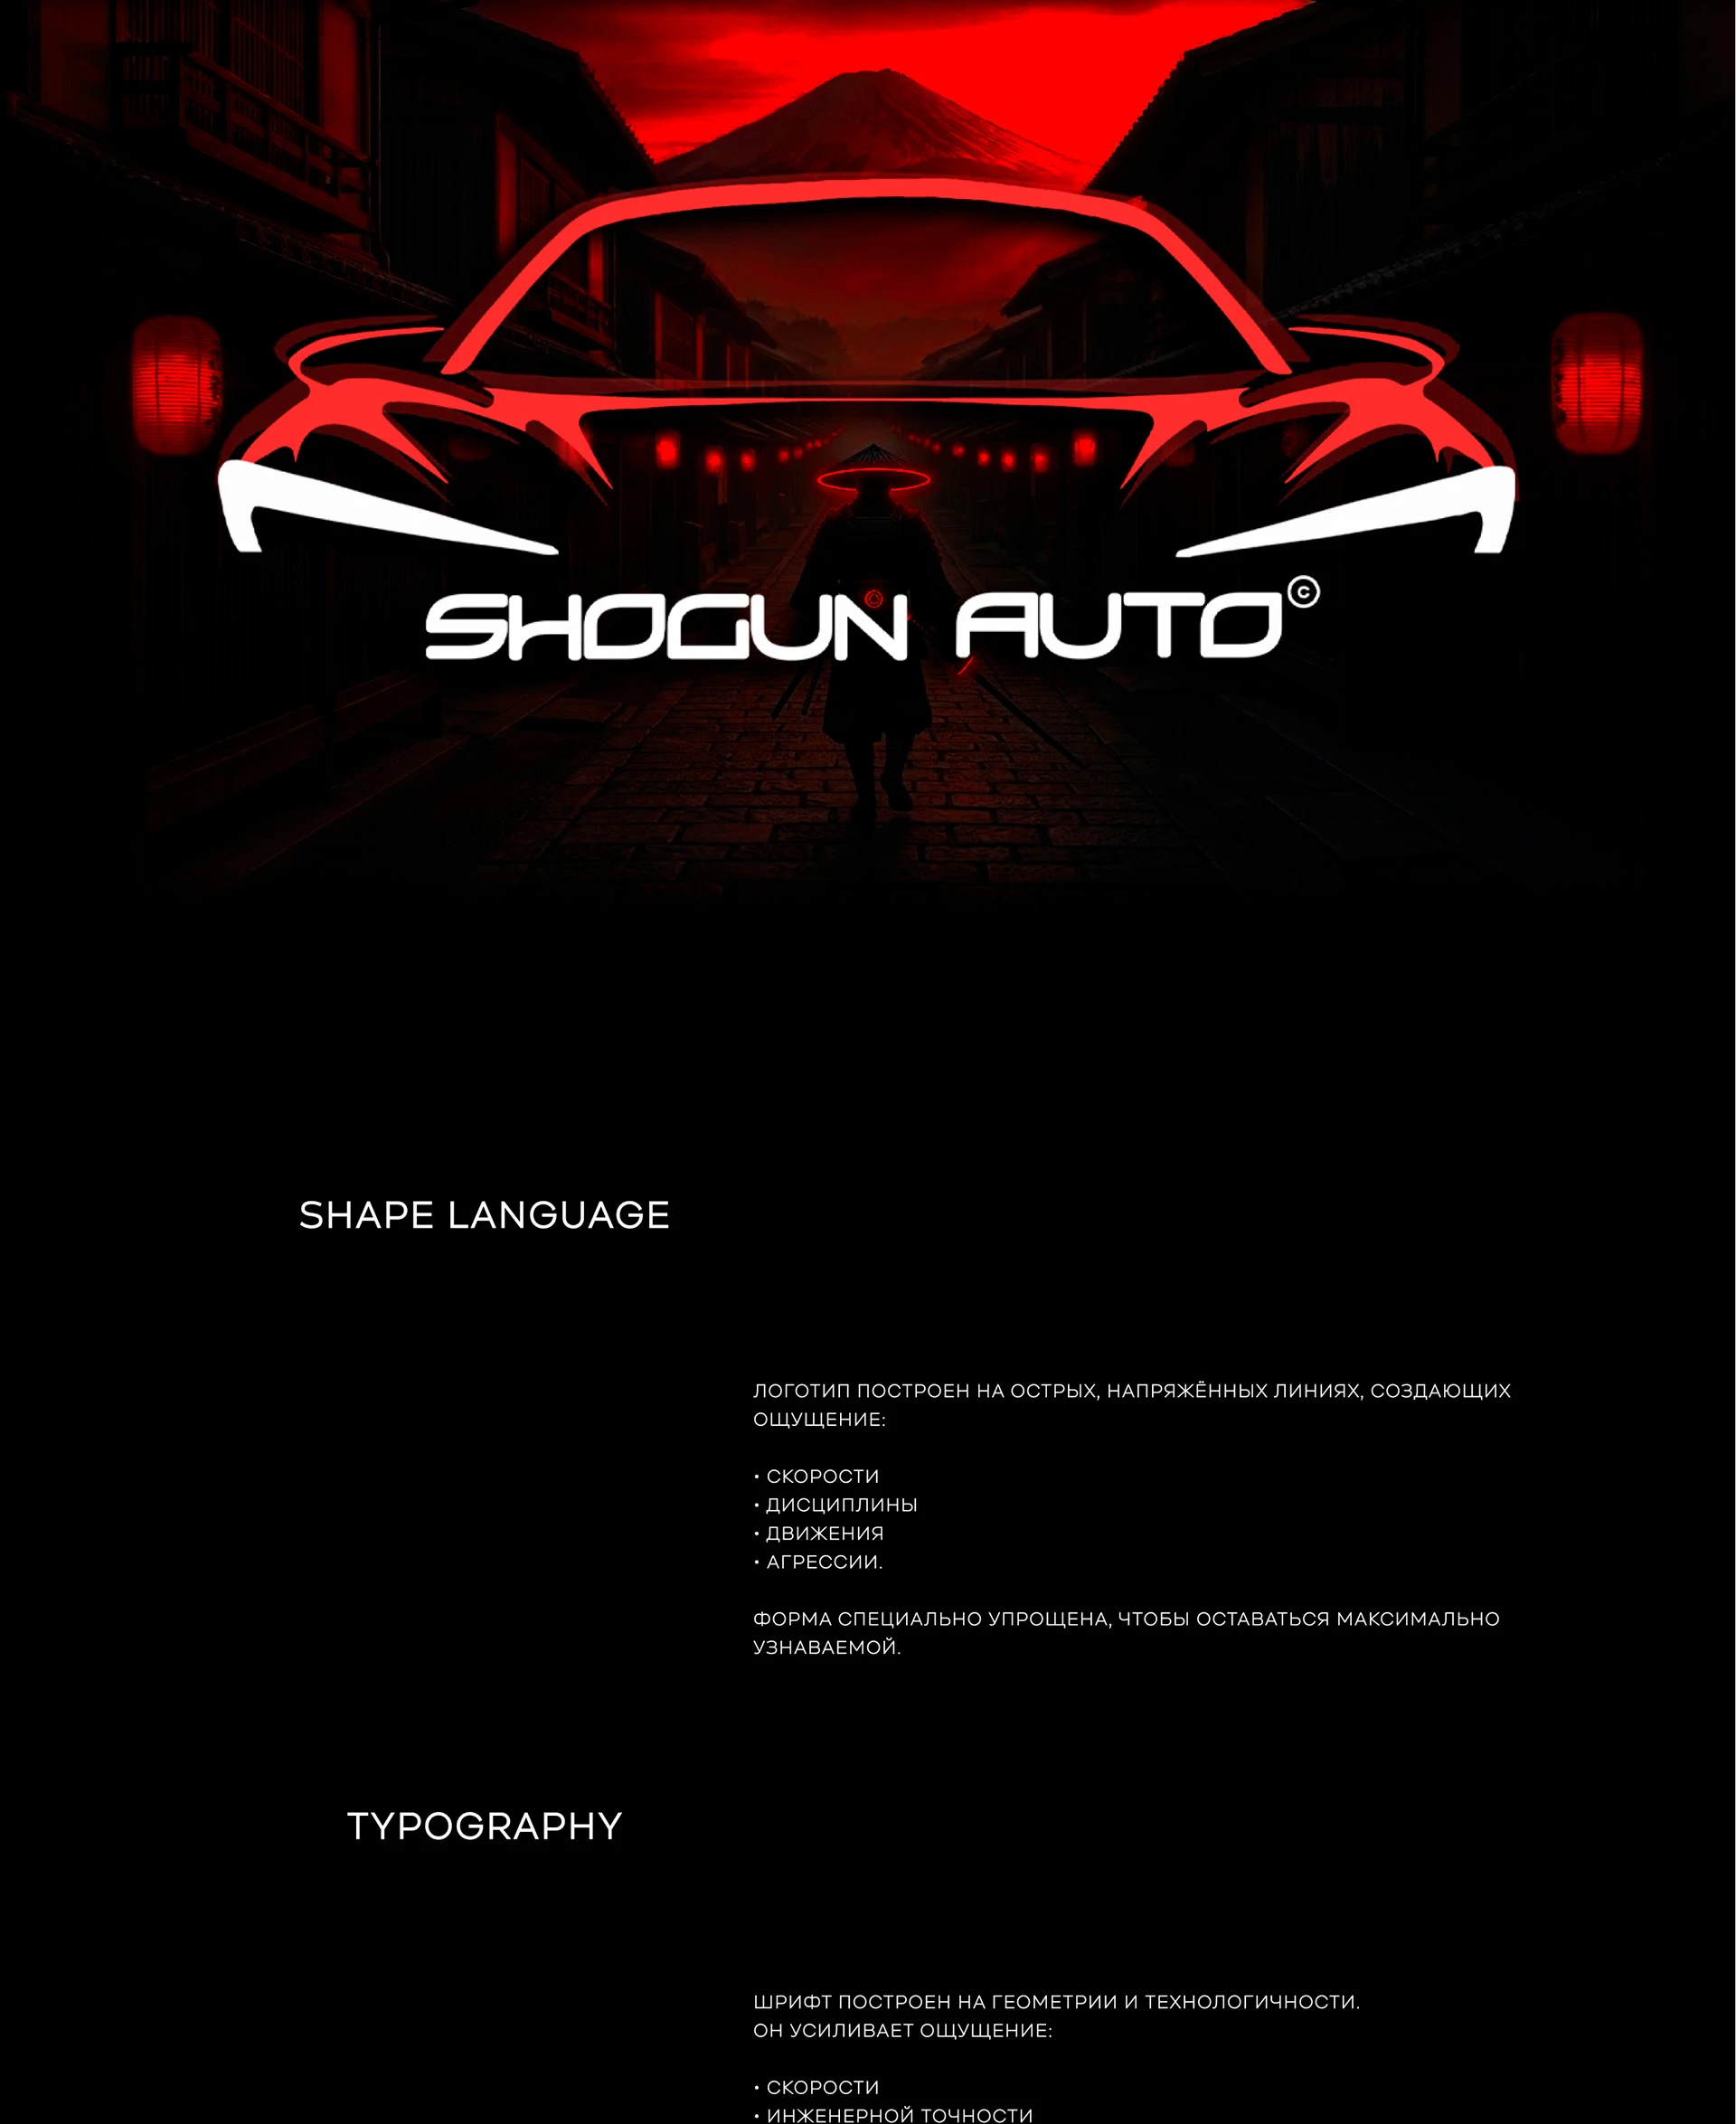 SHOGUN AUTO©
SHAPE LANGUAGE
ЛОГОТИП ПОСТРОЕН НА ОСТРЫХ, НАПРЯЖЁННЫХ ЛИНИЯХ, СОЗДАЮЩИХ
ОЩУЩЕНИЕ:
• СКОРОСТИ
• ДИСЦИПЛИНЫ
• ДВИЖЕНИЯ
• АГРЕССИИ.
ФОРМА СПЕЦИАЛЬНО УПРОЩЕНА, ЧТОБЫ ОСТАВАТЬСЯ МАКСИМАЛЬНО
УЗНАВАЕМОЙ.
TYPOGRAPHY
ШРИФТ ПОСТРОЕН НА ГЕОМЕТРИИ И ТЕХНОЛОГИЧНОСТИ.
ОН УСИЛИВАЕТ ОЩУЩЕНИЕ:
• СКОРОСТИ
• ИНЖЕНЕРНОЙ ТОЧНОСТИ